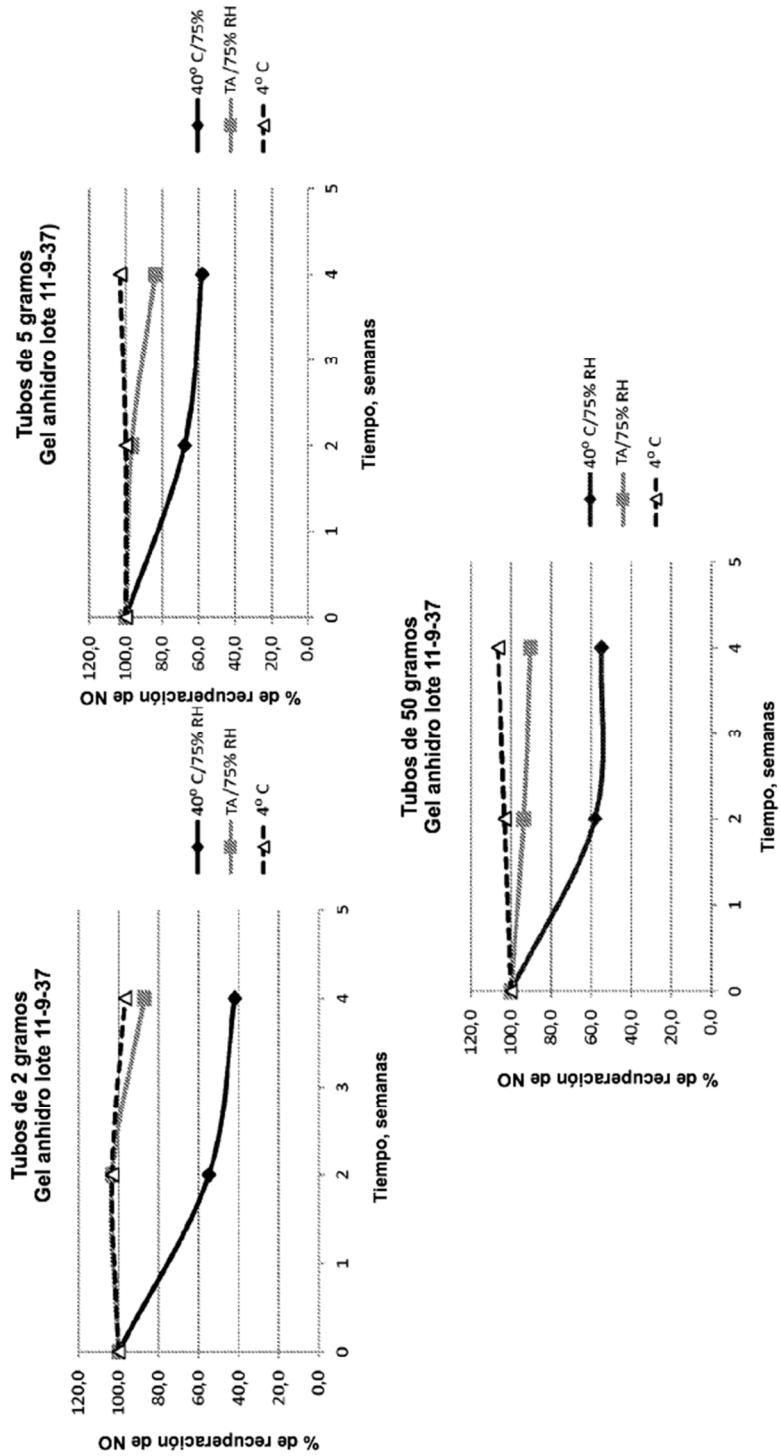 Tubos de 2 gramos
Gel anhidro lote 11-9-37
% de recuperación de NO
120,0
100,0
80,0
60,0
40,0
20,0
0,0
0
1
2
3
4
5
Tiempo, semanas
40º C/75% RH
TA/75% RH
4º C
Tubos de 5 gramos
Gel anhidro lote 11-9-37)
% de recuperación de NO
120,0
100,0
80,0
60,0
40,0
20,0
0,0
0
1
2
3
4
5
Tiempo, semanas
40º C/75%
TA/75% RH
4º C
Tubos de 50 gramos
Gel anhidro lote 11-9-37
% de recuperación de NO
120,0
100,0
80,0
60,0
40,0
20,0
0,0
0
1
2
3
4
5
Tiempo, semanas
40º C/75% RH
TA/75% RH
4º C